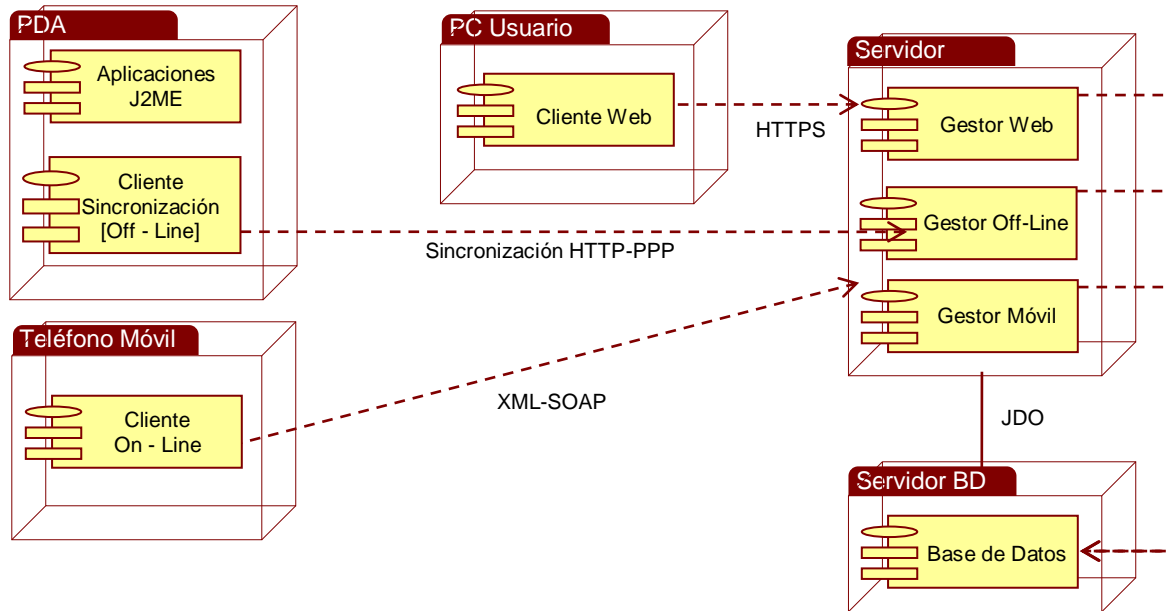 PDA
Aplicaciones
J2ME
Cliente
Sincronización
[Off - Line]
PC Usuario
Cliente Web
HTTPS
Servidor
Gestor Web
Gestor Off-Line
Gestor Móvil
Sincronización HTTP-PPP
Teléfono Móvil
Cliente
On - Line
XML-SOAP
JDO
Servidor BD
Base de Datos